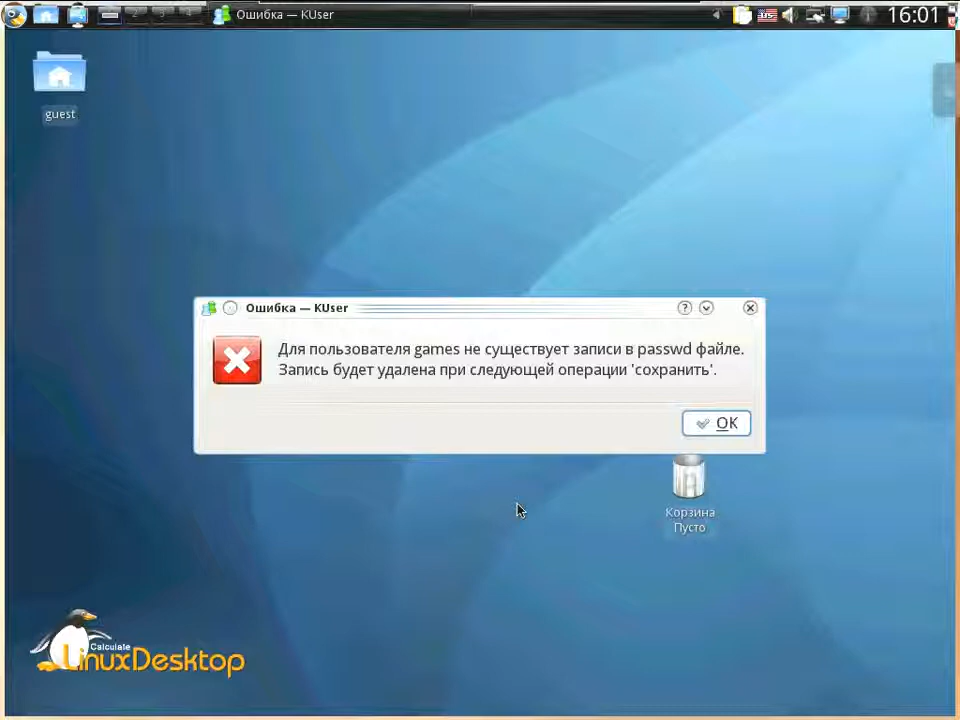 Ошибка — KUser
16:01
guest
Ошибка — KUser
Для пользователя games не существует записи в passwd файле.
Запись будет удалена при следующей операции 'сохранить'.
OK
Корзина
Пусто
Calculate
LinuxDesktop